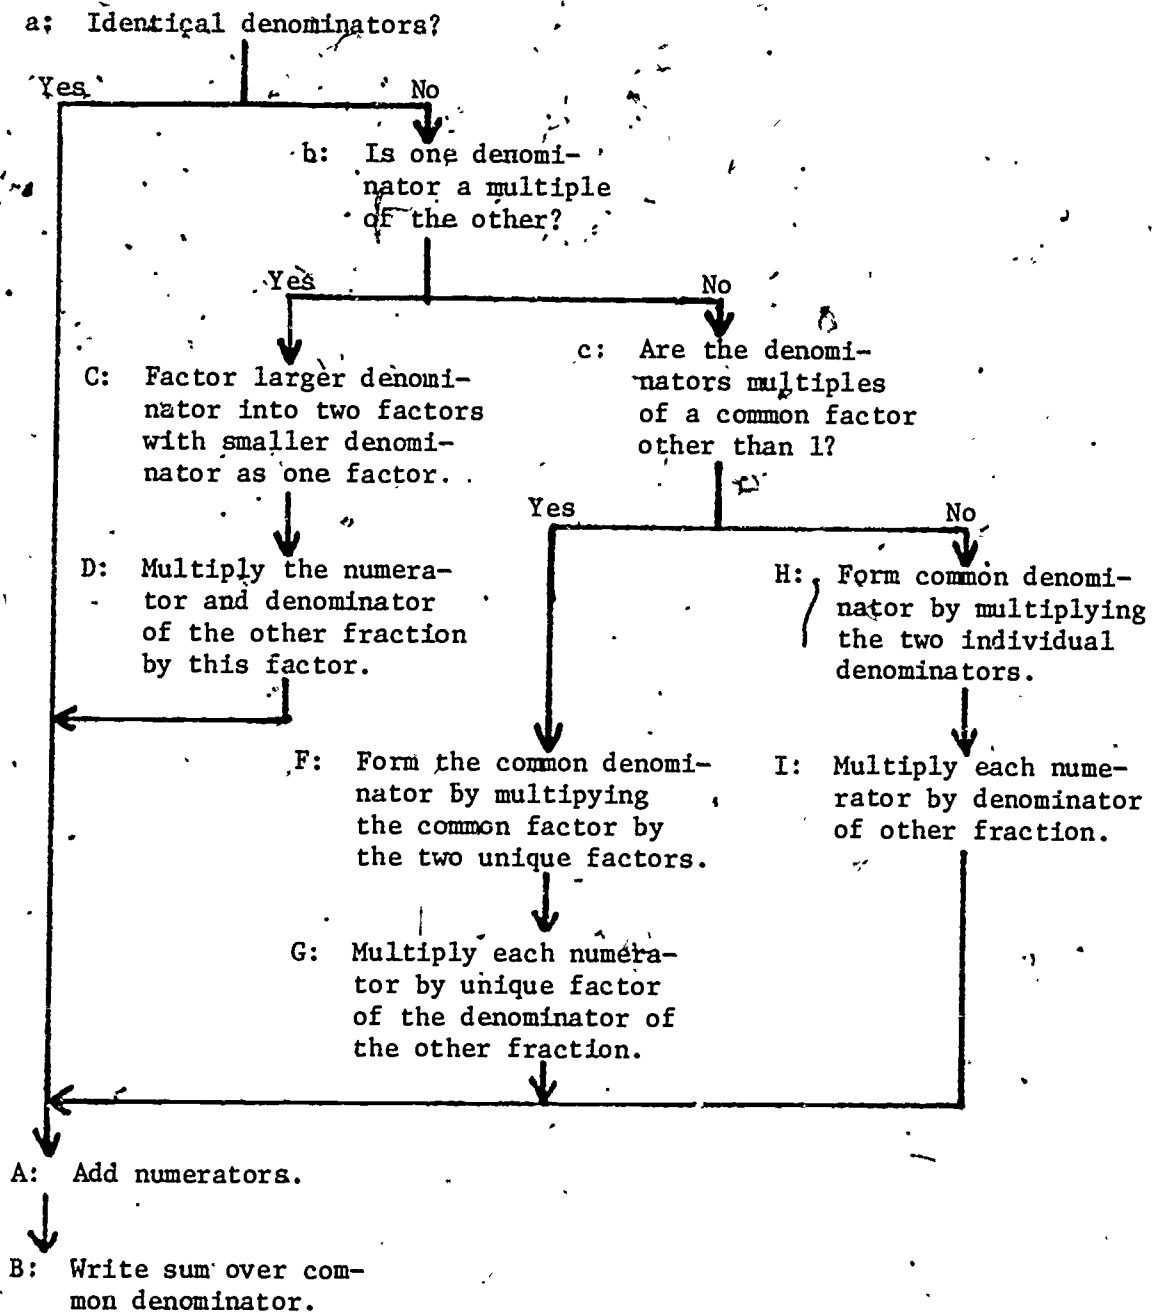 a: Identical denominators?
Yes
No
b: Is one denomi-
nator a multiple
of the other?
Yes
No
c: Are the denomi-
nators multiples
of a common factor
other than 1?
C: Factor larger denomi-
nator into two factors
with smaller denomi-
nator as one factor.
Yes
No
D: Multiply the numera-
tor and denominator
of the other fraction
by this factor.
H: Form common denomi-
nator by multiplying
the two individual
denominators.
F: Form the common denomi-
nator by multipying
the common factor by
the two unique factors.
I: Multiply each nume-
rator by denominator
of other fraction.
G: Multiply each numera-
tor by unique factor
of the denominator of
the other fraction.
A: Add numerators.
B: Write sum over com-
mon denominator.